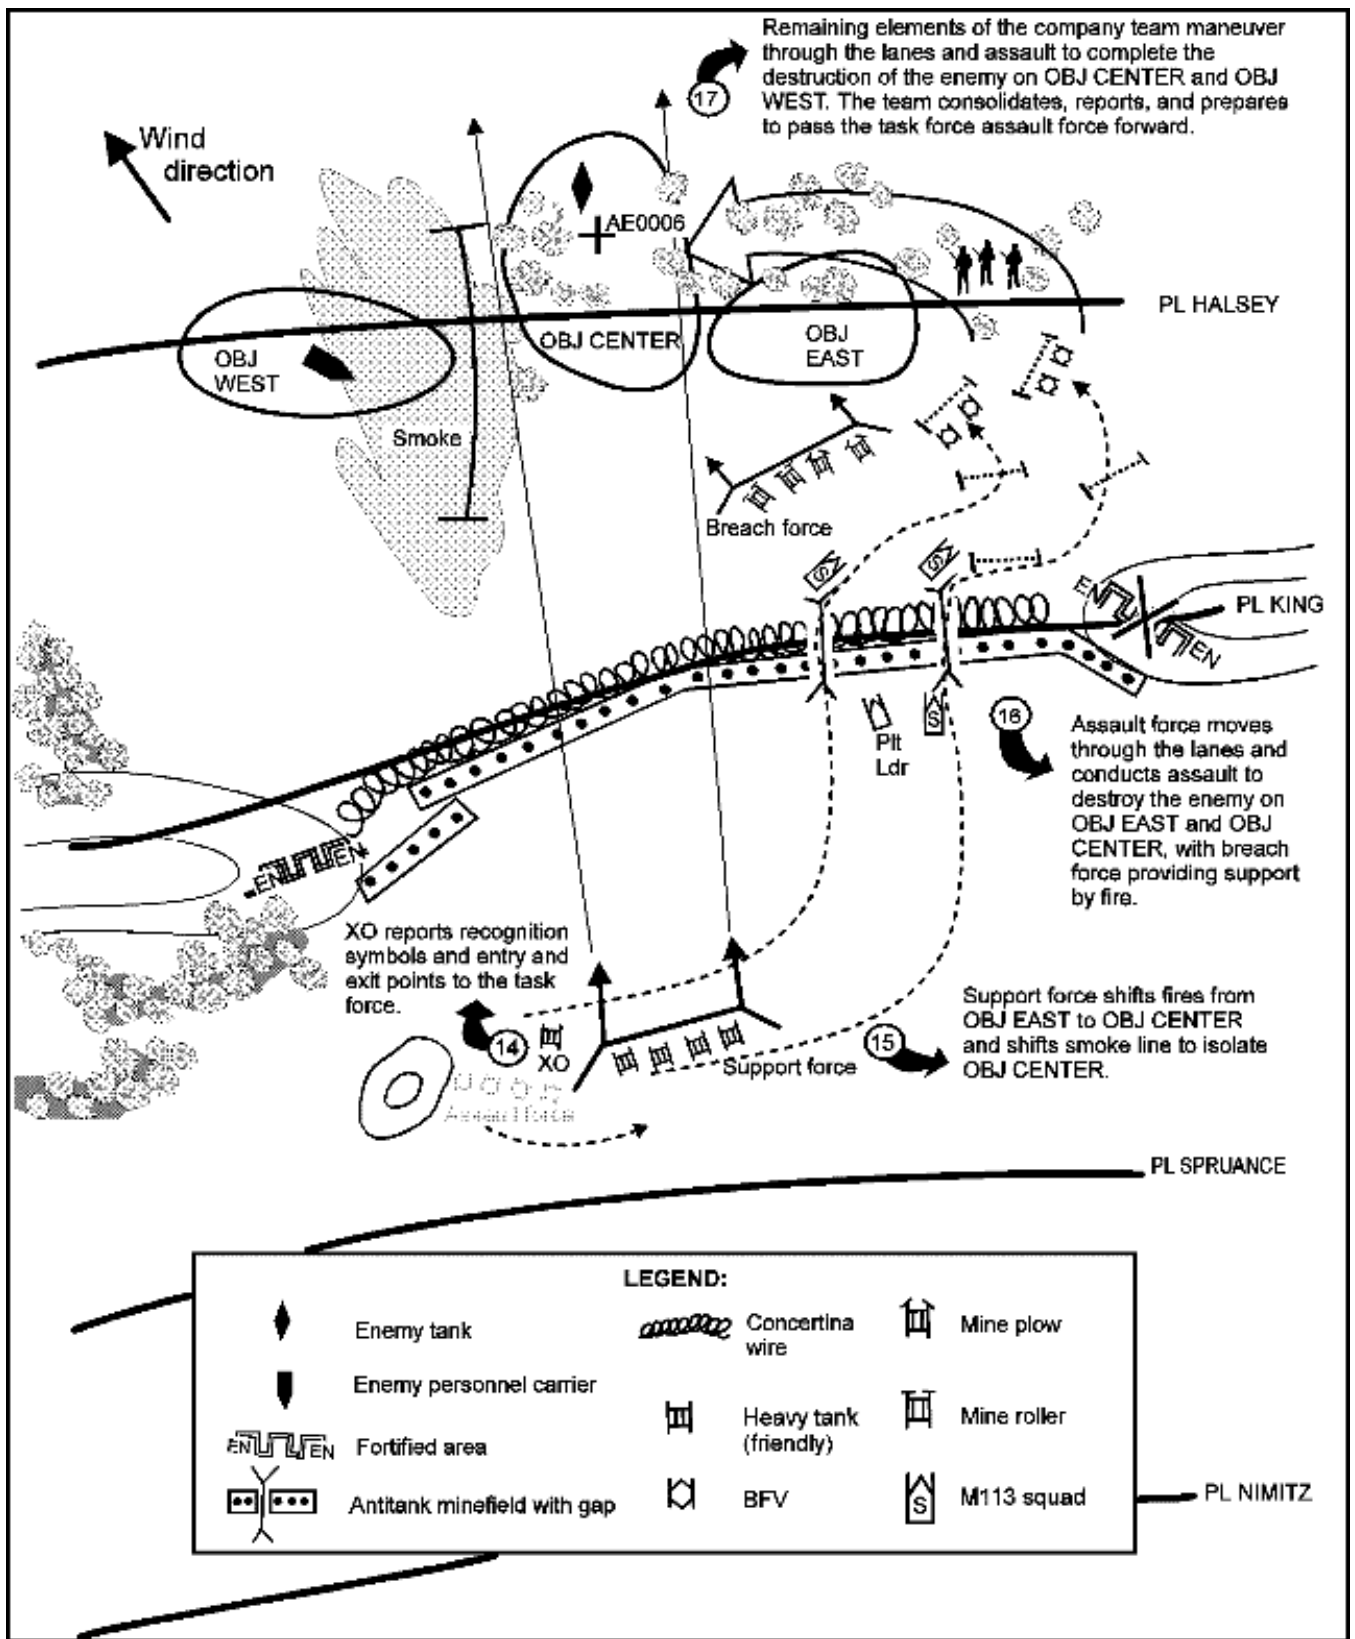 Remaining elements of the company team maneuver
through the lanes and assault to complete the
destruction of the enemy on OBJ CENTER and OBJ
WEST. The team consolidates, reports, and prepares
to pass the task force assault force forward.
17
Wind
direction
AE0006
PL HALSEY
OBJ CENTER
OBJ
EAST
OBJ
WEST
Smoke
Breach force
S
S
EN
EN
PL KING
S
Plt
Ldr
16
Assault force moves
through the lanes and
conducts assault to
destroy the enemy on
OBJ EAST and OBJ
CENTER, with breach
force providing support
by fire.
EN
EN
XO reports recognition
symbols and entry and
exit points to the task
force.
14
XO
Support force
15
Support force shifts fires from
OBJ EAST to OBJ CENTER
and shifts smoke line to isolate
OBJ CENTER.
Assault force
PL SPRUANCE
LEGEND:
Enemy tank
Concertina
wire
Mine plow
Enemy personnel carrier
Heavy tank
(friendly)
Mine roller
EN EN
Fortified area
Antitank minefield with gap
BFV
S
M113 squad
PL NIMITZ